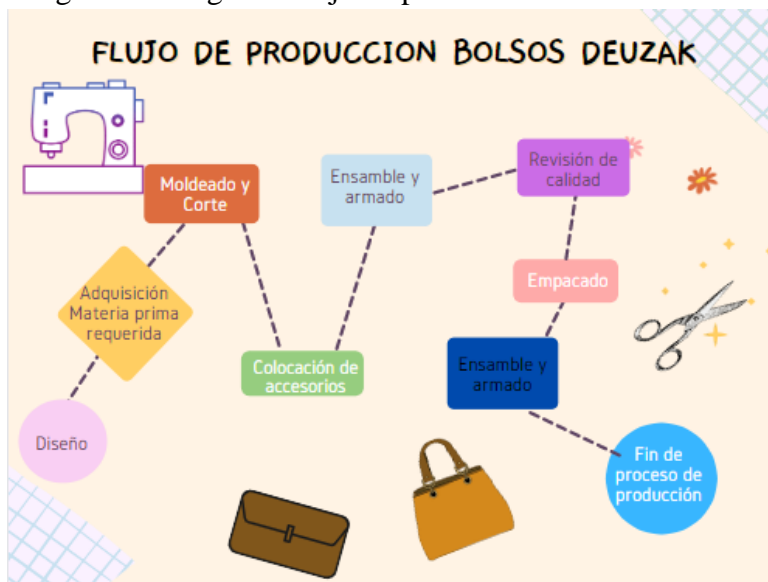 FLUJO DE PRODUCCION BOLSOS DEUZAK
Moldeado y
Corte
Ensamble y
armado
Revisión de
calidad
Adquisición
Materia prima
requerida
Empacado
Colocación de
accesorios
Ensamble y
armado
Diseño
Fin de
proceso de
producción